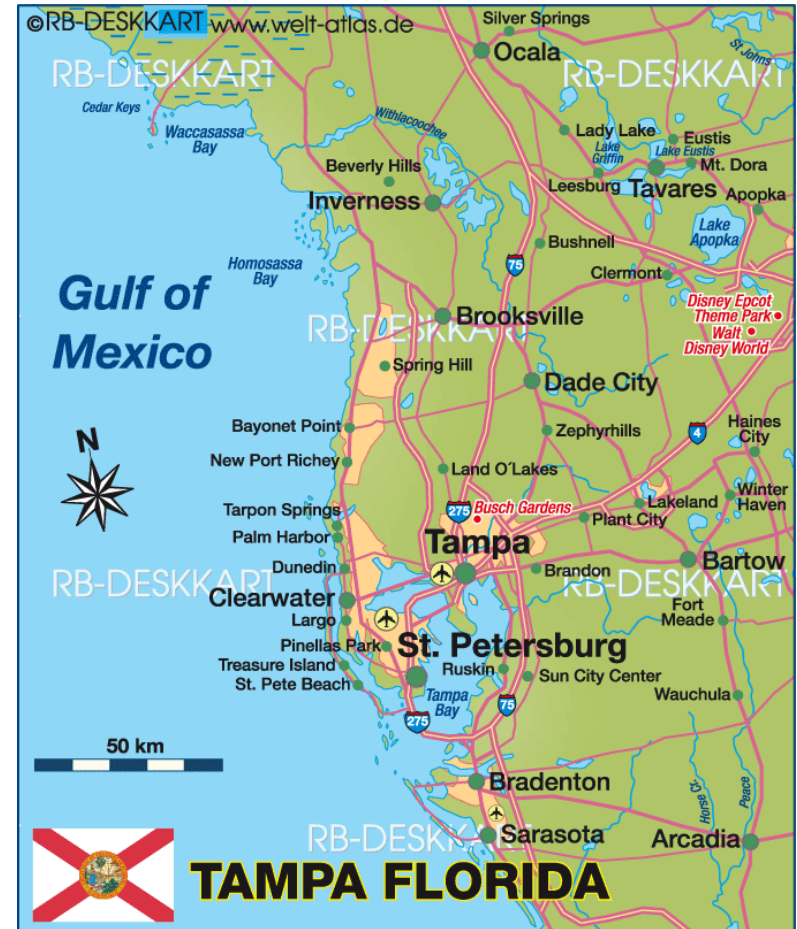 ©RB-DESKKART www.welt-atlas.de
Silver Springs
Ocala
St Johns
RB-DESKKART
RB-DESKKART
Cedar Keys
Waccasassa
Bay
Withlacoochee
Lady Lake
Eustis
Lake
Griffin
Lake Eustis
Mt. Dora
Beverly Hills
Leesburg
Tavares
Apopka
Inverness
Lake
Apopka
Bushnell
Homosassa
Bay
75
Clermont
Gulf of
Mexico
Disney Epcot
Theme Park
Walt
Disney World
Brooksville
RB-DESKKART
Spring Hill
Dade City
Bayonet Point
Zephyrhills
4
Haines
City
N
New Port Richey
Land O´Lakes
Winter
Haven
Lakeland
Tarpon Springs
275
Busch Gardens
Plant City
Palm Harbor
Tampa
Bartow
Dunedin
Brandon
RB-DESKKART
RB-DESKKART
Clearwater
Largo
Fort
Meade
Pinellas Park
St. Petersburg
Treasure Island
Ruskin
Sun City Center
St. Pete Beach
Tampa
Bay
Wauchula
275
75
50 km
Bradenton
Horse Cr.
Peace
RB-DESKKART
Sarasota
Arcadia
TAMPA FLORIDA